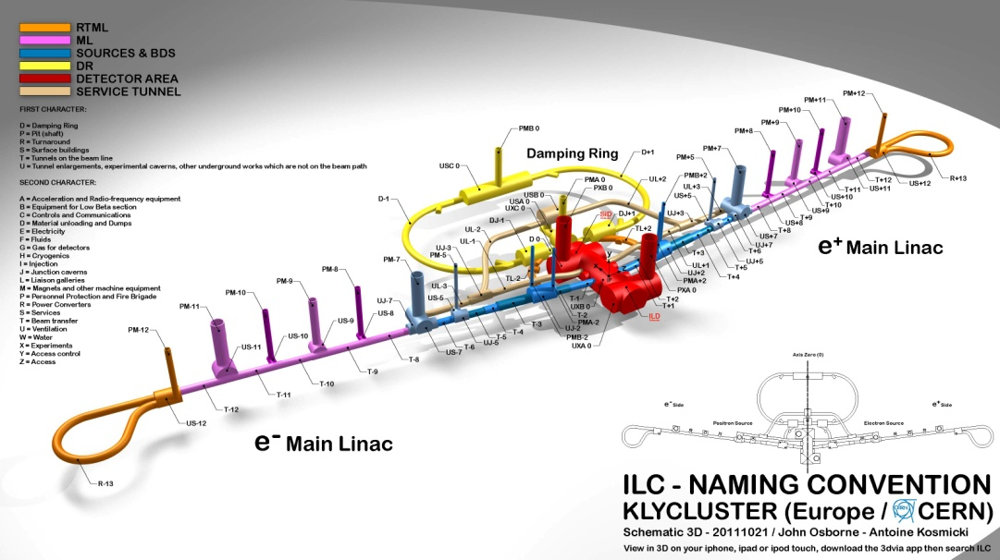 RTML
ML
SOURCES & BDS
DR
DETECTOR AREA
SERVICE TUNNEL
FIRST CHARACTER:
D = Damping Ring
P = Pit (shaft)
R = Turnaround
S = Surface buildings
T = Tunnels on the beam line
U = Tunnel enlargements, experimental caverns, other underground works which are not on the beam path
SECOND CHARACTER:
A = Acceleration and Radio-frequency equipment
B = Equipment for Low Beta section
C = Controls and Communications
D = Material unloading and Dumps
E = Electricity
F = Fluids
G = Gas for detectors
H = Cryogenics
I = Injection
J = Junction caverns
L = Liaison galleries
M = Magnets and other machine equipment
P = Personnel Protection and Fire Brigade
R = Power Converters
S = Services
T = Beam transfer
U = Ventilation
W = Water
X = Experiments
Y = Access control
Z = Access
PMB 0
Damping Ring
USC 0
D+1
D-1
UL+2
PMA 0
PXB 0
USB 0
USA 0
UXC 0
SiD
DJ+1
DJ-1
UL-2
UL-1
D 0
TL+2
TL-2
y
z
PM+12
PM+11
PM+10
PM+9
PM+8
PM+7
PM+5
PMB+2
UL+3
US+5
UJ+3
R+13
US+12
T+12
US+11
T+11
US+10
T+10
US+9
T+9
US+8
T+8
US+7
UJ+7
T+6
UJ+5
T+5
T+4
T+3
UL+1
UJ+2
PMA+2
PXA 0
T+2
T+1
ILD
e+ Main Linac
UJ-3
PM-5
PM-7
UL-3
US-5
UJ-7
PM-8
PM-9
PM-10
PM-11
PM-12
US-8
US-9
US-10
US-11
US-12
T-1
UXB 0
T-2
PMA-2
UJ-2
PMB-2
UXA 0
T-3
T-4
T-5
UJ-5
T-6
US-7
T-8
T-9
T-10
T-11
T-12
R-13
e- Main Linac
Axis Zero (0)
e- Side
e+ Side
Positron Source
Electron Source
ILC - NAMING CONVENTION
KLYCLUSTER (Europe / CERN CERN)
Schematic 3D - 20111021 / John Osborne - Antoine Kosmicki
View in 3D on your iphone, ipad or ipod touch, download the 3dvia app then search ILC